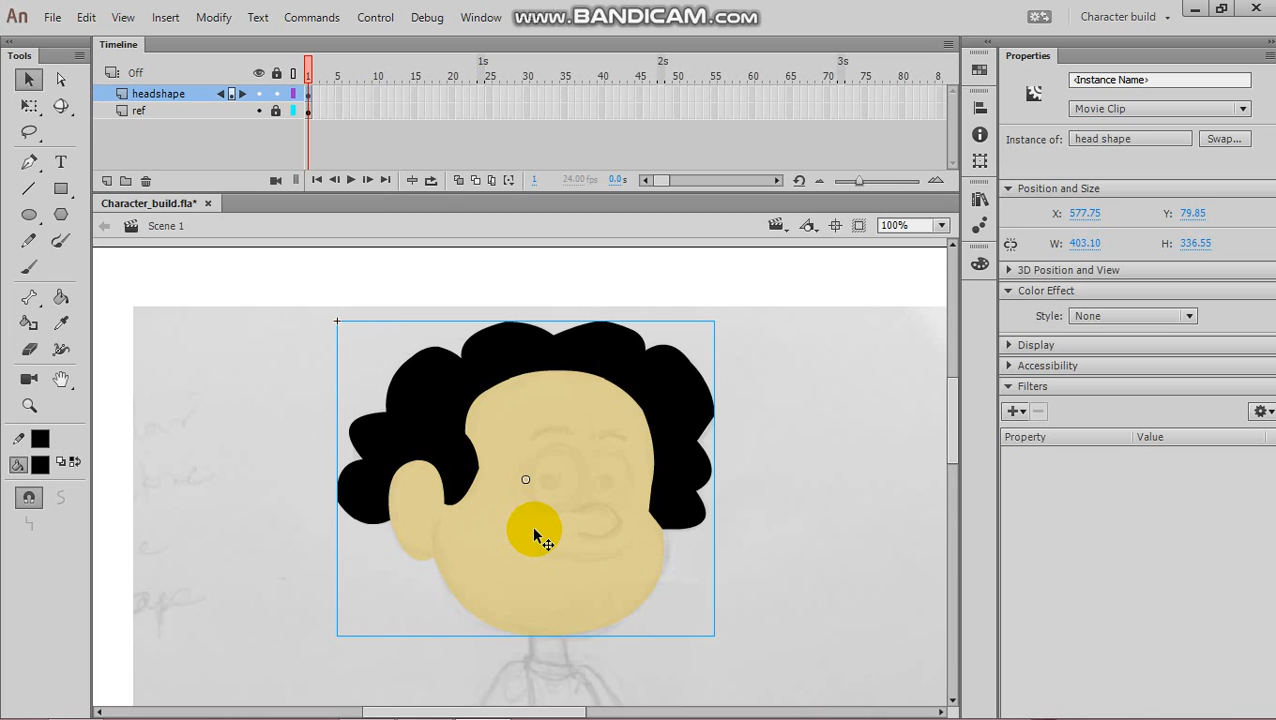 An File Edit View Insert Modify Text Commands Control Debug Window www.BANDICAM.com Character build
Tools
Timeline
Off
1s 2s 3s
1 5 10 15 20 25 30 35 40 45 50 55 60 65 70 75 80 8
headshape
ref
1 24.00 fps 0.0s
Character_build.fla* ×
Scene 1 100%
Properties
<Instance Name>
Movie Clip
Instance of: head shape Swap...
Position and Size
X: 577.75 Y: 79.85
W: 403.10 H: 336.55
3D Position and View
Color Effect
Style: None
Display
Accessibility
Filters
Property Value